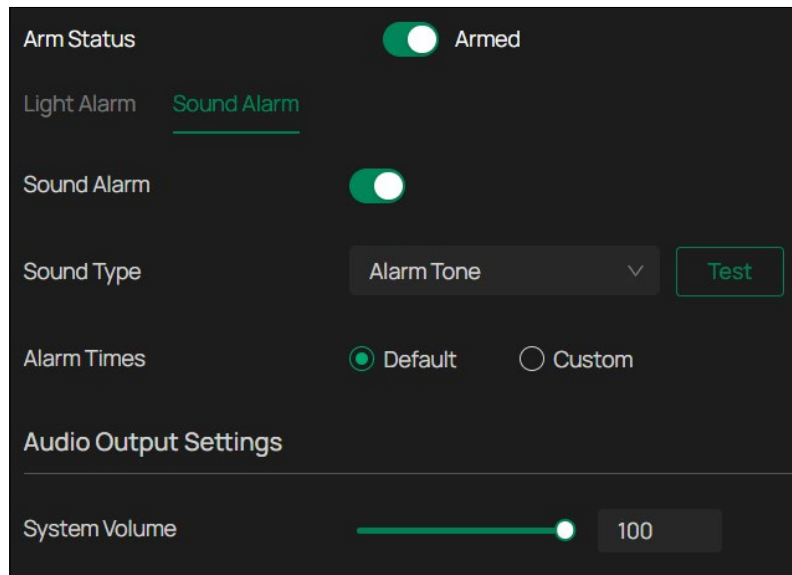 Arm Status Armed
Light Alarm Sound Alarm
Sound Alarm
Sound Type Alarm Tone Test
Alarm Times Default Custom
Audio Output Settings
System Volume 100